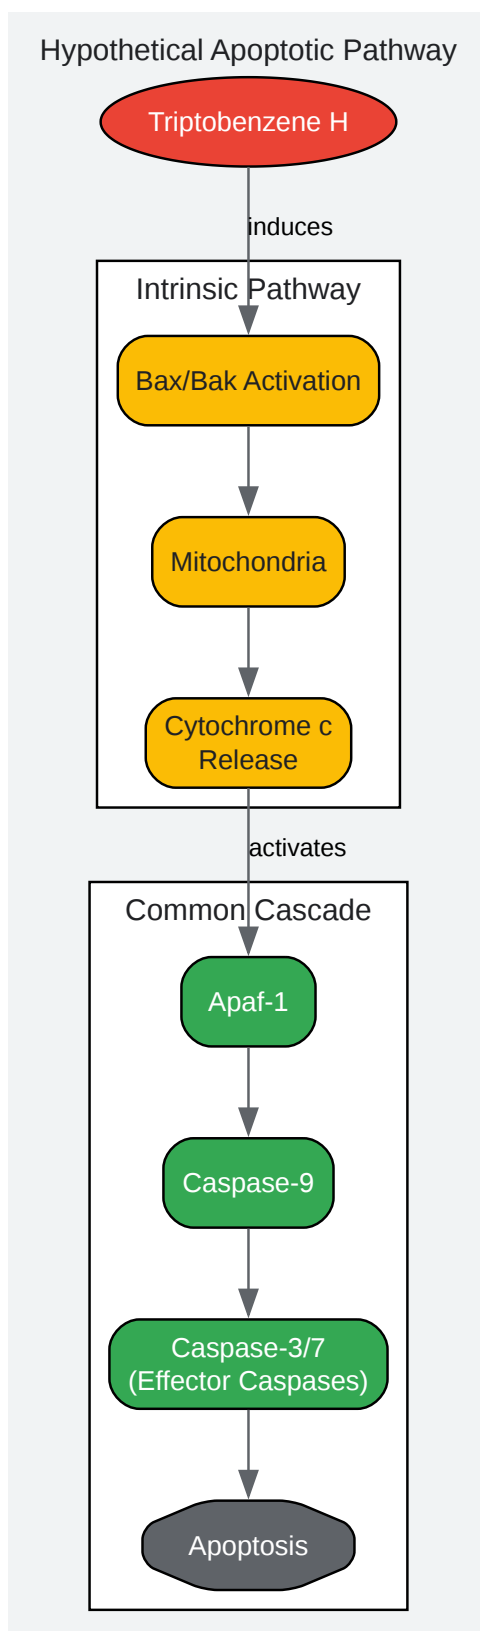 Hypothetical Apoptotic Pathway
Triptobenzene H
induces
Intrinsic Pathway
Bax/Bak Activation
Mitochondria
Cytochrome c
Release
activates
Common Cascade
Apaf-1
Caspase-9
Caspase-3/7
(Effector Caspases)
Apoptosis